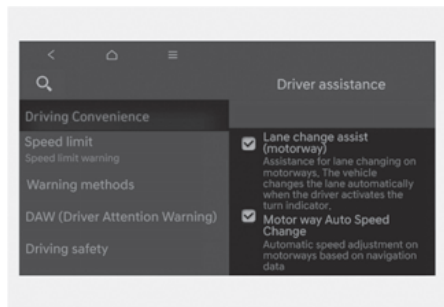 Driver assistance
Driving Convenience
Speed limit
Speed limit warning
Warning methods
DAW (Driver Attention Warning)
Driving safety
Lane change assist
(motorway)
Assistance for lane changing on
motorways, The vehicle
changes the lane automatically
when the driver activates the
turn indicator.
Motor way Auto Speed
Change
Automatic speed adjustment on
motorways based on navigation
data